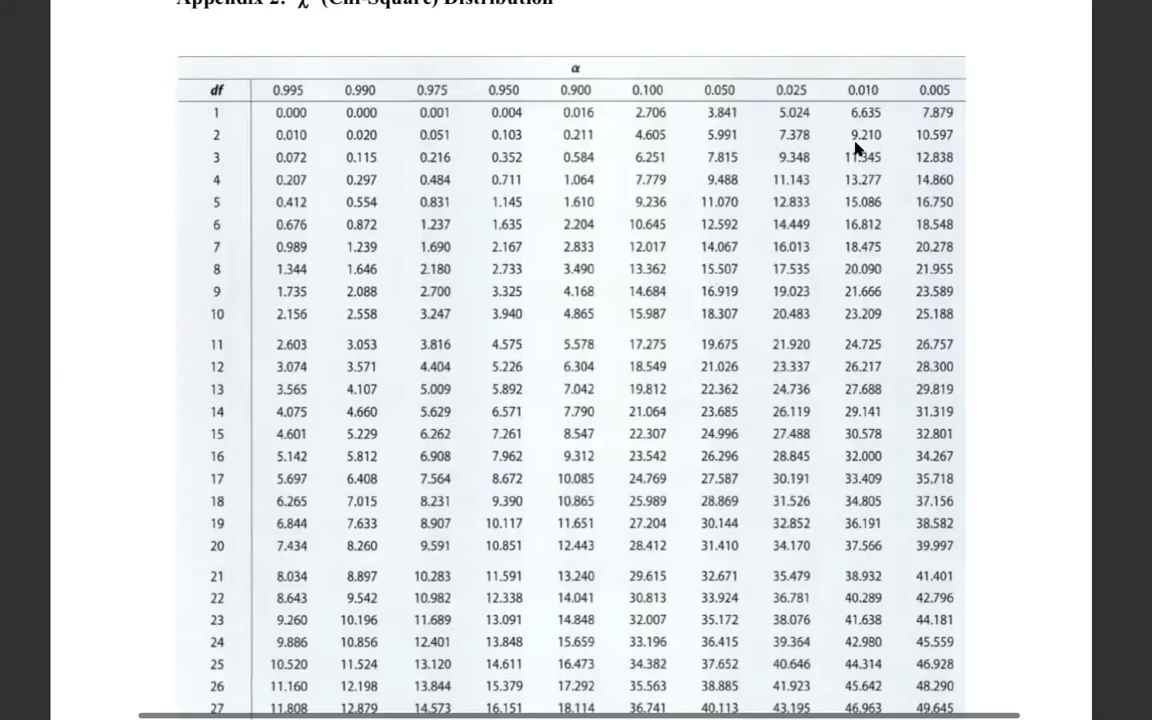 Appendix 2: χ² (Chi-Square) Distribution
α
df 0.995 0.990 0.975 0.950 0.900 0.100 0.050 0.025 0.010 0.005
1 0.000 0.000 0.001 0.004 0.016 2.706 3.841 5.024 6.635 7.879
2 0.010 0.020 0.051 0.103 0.211 4.605 5.991 7.378 9.210 10.597
3 0.072 0.115 0.216 0.352 0.584 6.251 7.815 9.348 11.345 12.838
4 0.207 0.297 0.484 0.711 1.064 7.779 9.488 11.143 13.277 14.860
5 0.412 0.554 0.831 1.145 1.610 9.236 11.070 12.833 15.086 16.750
6 0.676 0.872 1.237 1.635 2.204 10.645 12.592 14.449 16.812 18.548
7 0.989 1.239 1.690 2.167 2.833 12.017 14.067 16.013 18.475 20.278
8 1.344 1.646 2.180 2.733 3.490 13.362 15.507 17.535 20.090 21.955
9 1.735 2.088 2.700 3.325 4.168 14.684 16.919 19.023 21.666 23.589
10 2.156 2.558 3.247 3.940 4.865 15.987 18.307 20.483 23.209 25.188
11 2.603 3.053 3.816 4.575 5.578 17.275 19.675 21.920 24.725 26.757
12 3.074 3.571 4.404 5.226 6.304 18.549 21.026 23.337 26.217 28.300
13 3.565 4.107 5.009 5.892 7.042 19.812 22.362 24.736 27.688 29.819
14 4.075 4.660 5.629 6.571 7.790 21.064 23.685 26.119 29.141 31.319
15 4.601 5.229 6.262 7.261 8.547 22.307 24.996 27.488 30.578 32.801
16 5.142 5.812 6.908 7.962 9.312 23.542 26.296 28.845 32.000 34.267
17 5.697 6.408 7.564 8.672 10.085 24.769 27.587 30.191 33.409 35.718
18 6.265 7.015 8.231 9.390 10.865 25.989 28.869 31.526 34.805 37.156
19 6.844 7.633 8.907 10.117 11.651 27.204 30.144 32.852 36.191 38.582
20 7.434 8.260 9.591 10.851 12.443 28.412 31.410 34.170 37.566 39.997
21 8.034 8.897 10.283 11.591 13.240 29.615 32.671 35.479 38.932 41.401
22 8.643 9.542 10.982 12.338 14.041 30.813 33.924 36.781 40.289 42.796
23 9.260 10.196 11.689 13.091 14.848 32.007 35.172 38.076 41.638 44.181
24 9.886 10.856 12.401 13.848 15.659 33.196 36.415 39.364 42.980 45.559
25 10.520 11.524 13.120 14.611 16.473 34.382 37.652 40.646 44.314 46.928
26 11.160 12.198 13.844 15.379 17.292 35.563 38.885 41.923 45.642 48.290
27 11.808 12.879 14.573 16.151 18.114 36.741 40.113 43.195 46.963 49.645